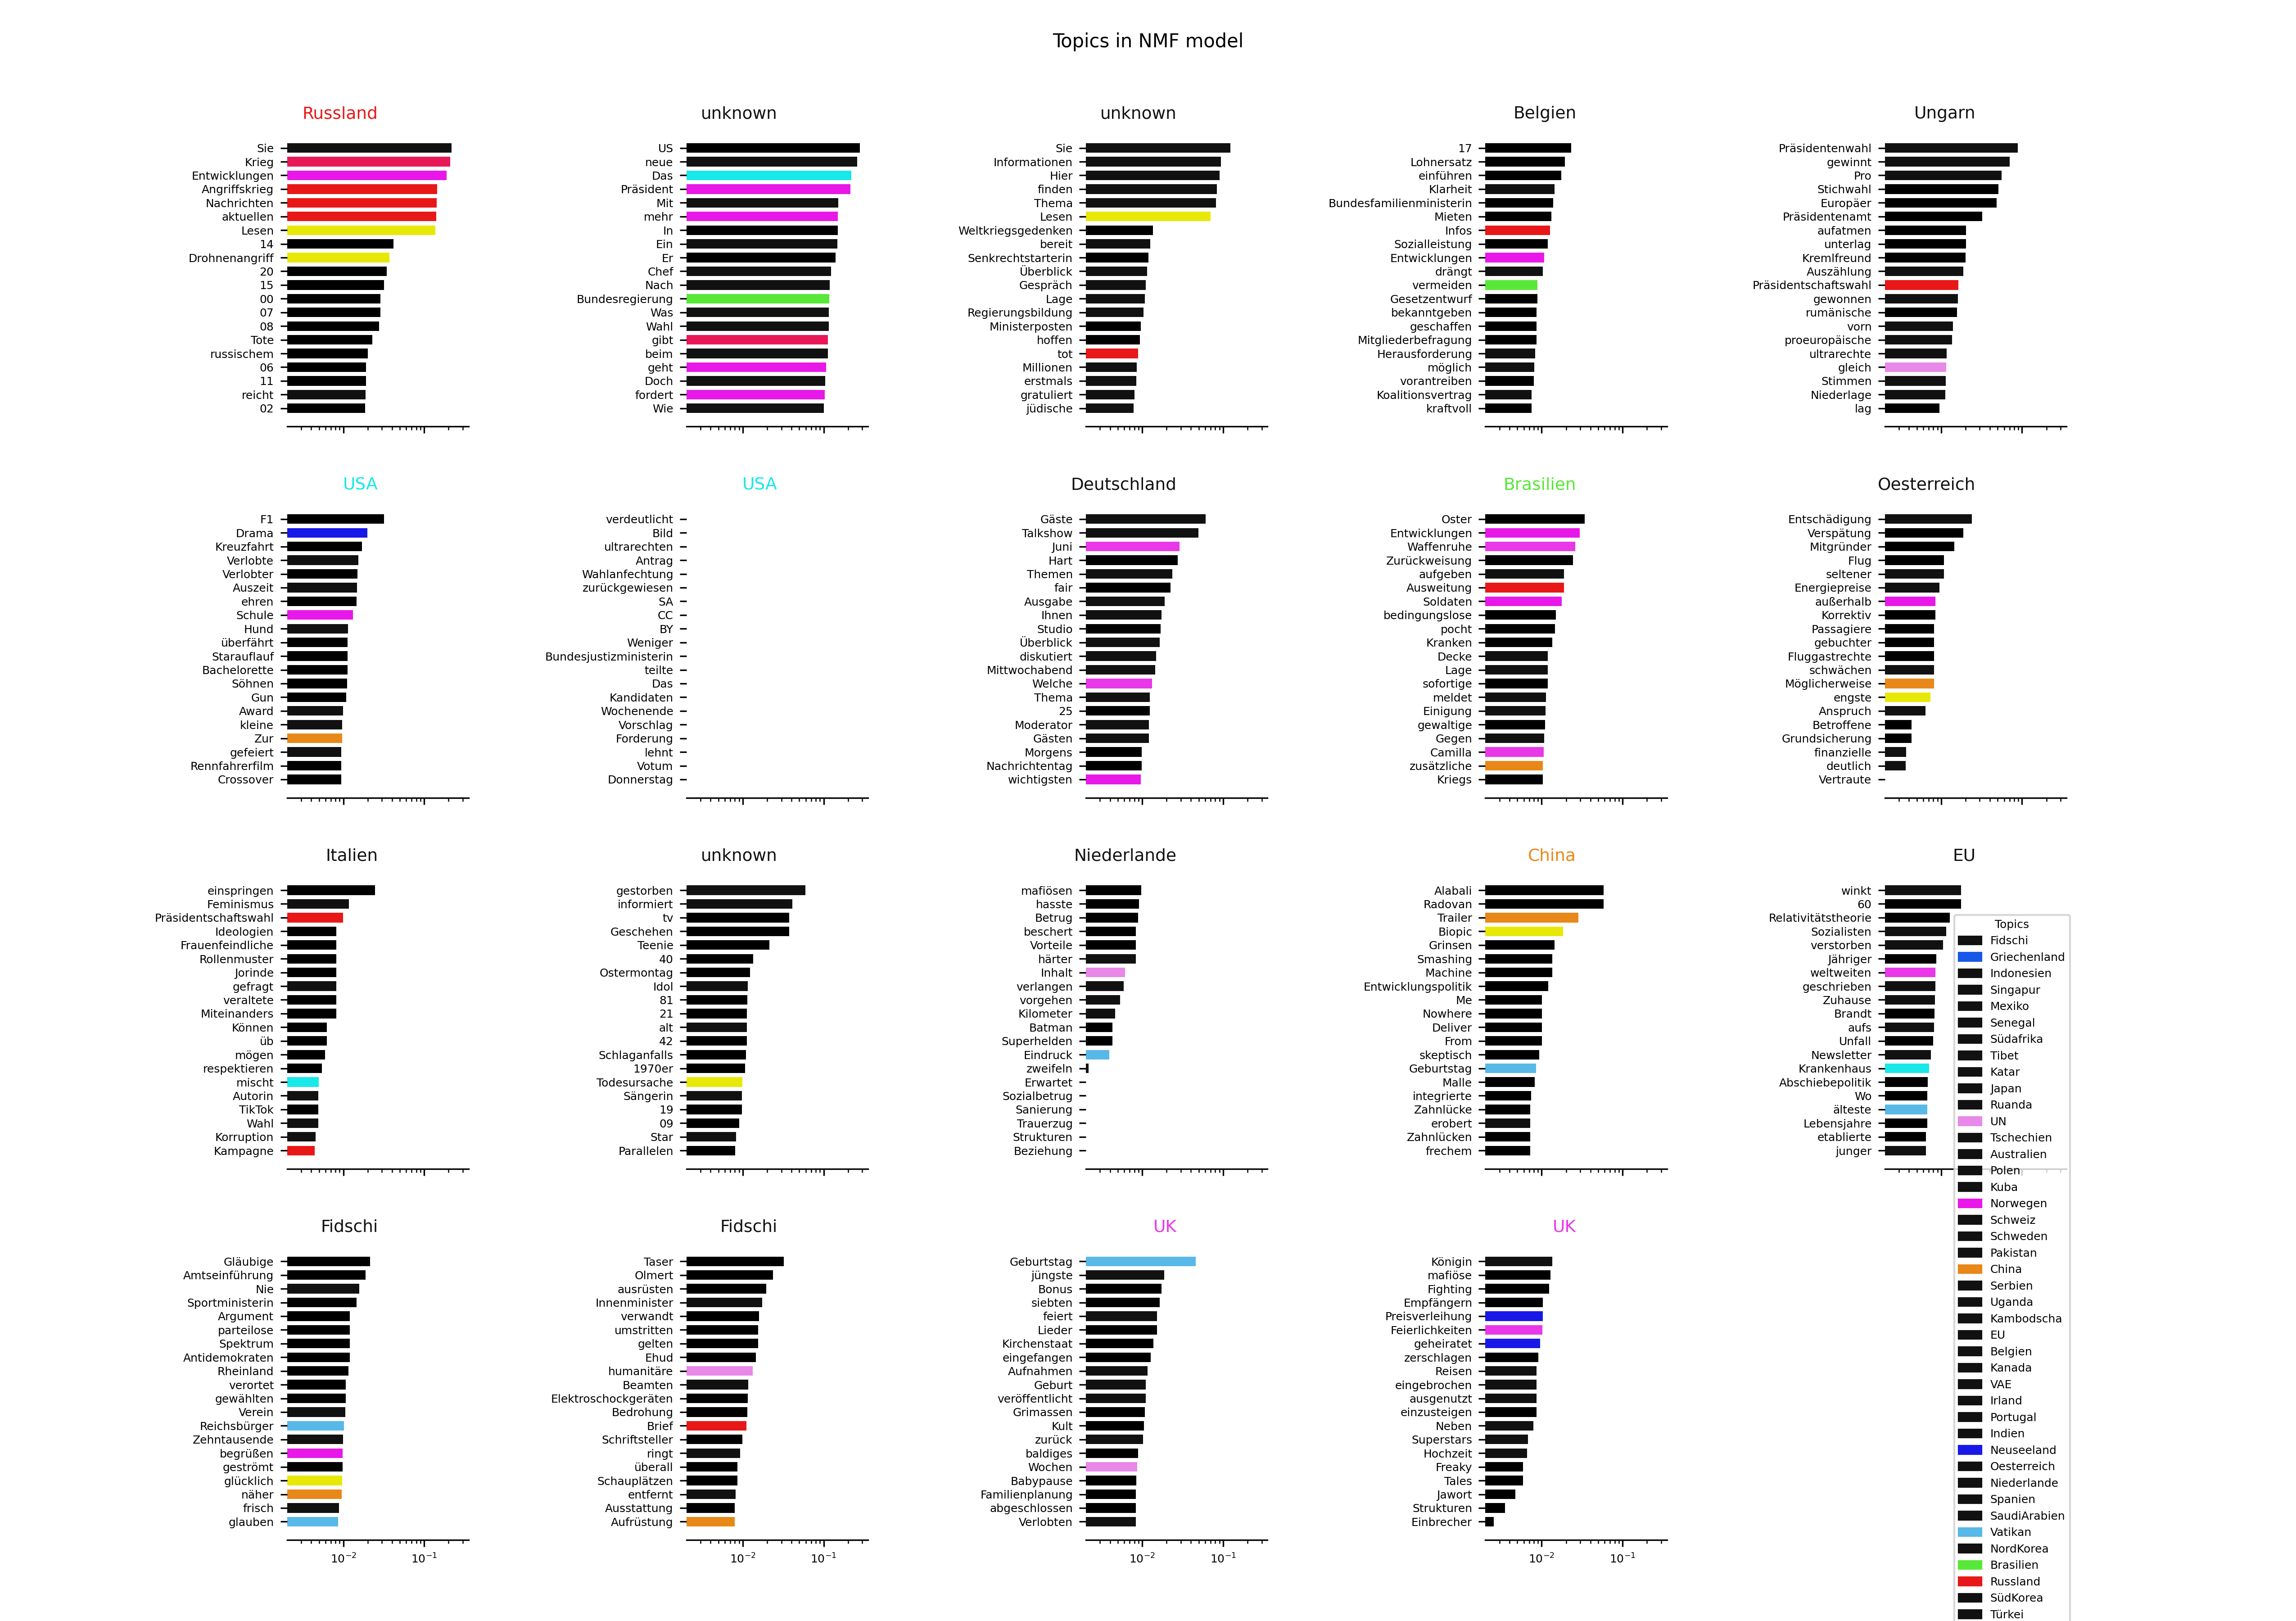 Topics in NMF model
Russland
Sie
Krieg
Entwicklungen
Angriffskrieg
Nachrichten
aktuellen
Lesen
14
Drohnenangriff
20
15
00
07
08
Tote
russischem
06
11
reicht
02
unknown
US
neue
Das
Präsident
Mit
mehr
In
Ein
Er
Chef
Nach
Bundesregierung
Was
Wahl
gibt
beim
geht
Doch
fordert
Wie
unknown
Sie
Informationen
Hier
finden
Thema
Lesen
Weltkriegsgedenken
bereit
Senkrechtstarterin
Überblick
Gespräch
Lage
Regierungsbildung
Ministerposten
hoffen
tot
Millionen
erstmals
gratuliert
jüdische
Belgien
17
Lohnersatz
einführen
Klarheit
Bundesfamilienministerin
Mieten
Infos
Sozialleistung
Entwicklungen
drängt
vermeiden
Gesetzentwurf
bekanntgeben
geschaffen
Mitgliederbefragung
Herausforderung
möglich
vorantreiben
Koalitionsvertrag
kraftvoll
Ungarn
Präsidentenwahl
gewinnt
Pro
Stichwahl
Europäer
Präsidentenamt
aufatmen
unterlag
Kremlfreund
Auszählung
Präsidentschaftswahl
gewonnen
rumänische
vorn
proeuropäische
ultrarechte
gleich
Stimmen
Niederlage
lag
USA
F1
Drama
Kreuzfahrt
Verlobte
Verlobter
Auszeit
ehren
Schule
Hund
überfährt
Starauflauf
Bachelorette
Söhnen
Gun
Award
kleine
Zur
gefeiert
Rennfahrerfilm
Crossover
USA
verdeutlicht
Bild
ultrarechten
Antrag
Wahlanfechtung
zurückgewiesen
SA
CC
BY
Weniger
Bundesjustizministerin
teilte
Das
Kandidaten
Wochenende
Vorschlag
Forderung
lehnt
Votum
Donnerstag
Deutschland
Gäste
Talkshow
Juni
Hart
Themen
fair
Ausgabe
Ihnen
Studio
Überblick
diskutiert
Mittwochabend
Welche
Thema
25
Moderator
Gästen
Morgens
Nachrichtentag
wichtigsten
Brasilien
Oster
Entwicklungen
Waffenruhe
Zurückweisung
aufgeben
Ausweitung
Soldaten
bedingungslose
pocht
Kranken
Decke
Lage
sofortige
meldet
Einigung
gewaltige
Gegen
Camilla
zusätzliche
Kriegs
Oesterreich
Entschädigung
Verspätung
Mitgründer
Flug
seltener
Energiepreise
außerhalb
Korrektiv
Passagiere
gebuchter
Fluggastrechte
schwächen
Möglicherweise
engste
Anspruch
Betroffene
Grundsicherung
finanzielle
deutlich
Vertraute
Italien
einspringen
Feminismus
Präsidentschaftswahl
Ideologien
Frauenfeindliche
Rollenmuster
Jorinde
gefragt
veraltete
Miteinanders
Können
üb
mögen
respektieren
mischt
Autorin
TikTok
Wahl
Korruption
Kampagne
unknown
gestorben
informiert
tv
Geschehen
Teenie
40
Ostermontag
Idol
81
21
alt
42
Schlaganfalls
1970er
Todesursache
Sängerin
19
09
Star
Parallelen
Niederlande
mafiösen
hasste
Betrug
beschert
Vorteile
härter
Inhalt
verlangen
vorgehen
Kilometer
Batman
Superhelden
Eindruck
zweifeln
Erwartet
Sozialbetrug
Sanierung
Trauerzug
Strukturen
Beziehung
China
Alabali
Radovan
Trailer
Biopic
Grinsen
Smashing
Machine
Entwicklungspolitik
Me
Nowhere
Deliver
From
skeptisch
Geburtstag
Malle
integrierte
Zahnlücke
erobert
Zahnlücken
frechem
EU
winkt
60
Relativitätstheorie
Sozialisten
verstorben
Jähriger
weltweiten
geschrieben
Zuhause
Brandt
aufs
Unfall
Newsletter
Krankenhaus
Abschiebepolitik
Wo
älteste
Lebensjahre
etablierte
junger
Fidschi
Gläubige
Amtseinführung
Nie
Sportministerin
Argument
parteilose
Spektrum
Antidemokraten
Rheinland
verortet
gewählten
Verein
Reichsbürger
Zehntausende
begrüßen
geströmt
glücklich
näher
frisch
glauben
10⁻² 10⁻¹
Fidschi
Taser
Olmert
ausrüsten
Innenminister
verwandt
umstritten
gelten
Ehud
humanitäre
Beamten
Elektroschockgeräten
Bedrohung
Brief
Schriftsteller
ringt
überall
Schauplätzen
entfernt
Ausstattung
Aufrüstung
10⁻² 10⁻¹
UK
Geburtstag
jüngste
Bonus
siebten
feiert
Lieder
Kirchenstaat
eingefangen
Aufnahmen
Geburt
veröffentlicht
Grimassen
Kult
zurück
baldiges
Wochen
Babypause
Familienplanung
abgeschlossen
Verlobten
10⁻² 10⁻¹
UK
Königin
mafiöse
Fighting
Empfängern
Preisverleihung
Feierlichkeiten
geheiratet
zerschlagen
Reisen
eingebrochen
ausgenutzt
einzusteigen
Neben
Superstars
Hochzeit
Freaky
Tales
Jawort
Strukturen
Einbrecher
10⁻² 10⁻¹
Topics
Fidschi
Griechenland
Indonesien
Singapur
Mexiko
Senegal
Südafrika
Tibet
Katar
Japan
Ruanda
UN
Tschechien
Australien
Polen
Kuba
Norwegen
Schweiz
Schweden
Pakistan
China
Serbien
Uganda
Kambodscha
EU
Belgien
Kanada
VAE
Irland
Portugal
Indien
Neuseeland
Oesterreich
Niederlande
Spanien
SaudiArabien
Vatikan
NordKorea
Brasilien
Russland
SüdKorea
Türkei